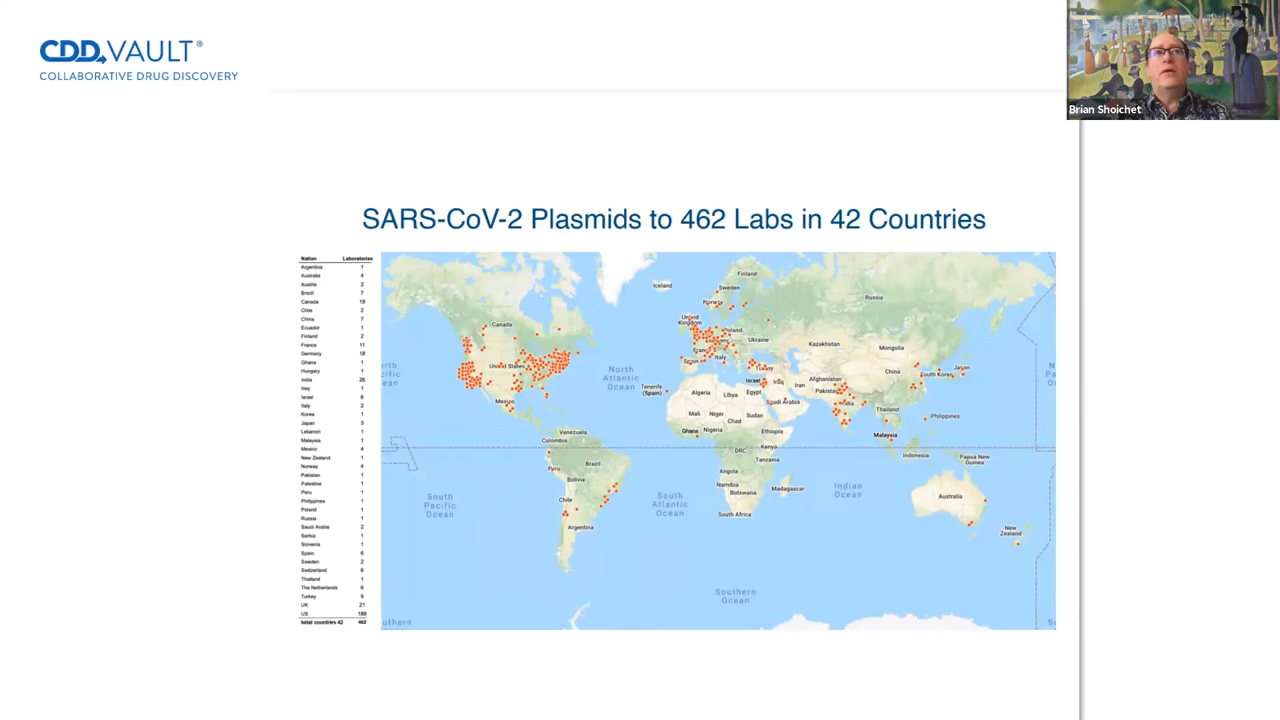 CDD VAULT®
COLLABORATIVE DRUG DISCOVERY
Brian Shoichet
SARS-CoV-2 Plasmids to 462 Labs in 42 Countries
Nation Laboratories
Argentina 1
Australia 4
Austria 2
Brazil 7
Canada 19
Chile 2
China 7
Ecuador 1
Finland 2
France 11
Germany 18
Ghana 1
Hungary 1
India 26
Iraq 1
Israel 6
Italy 2
Korea 1
Japan 3
Lebanon 1
Malaysia 1
Mexico 4
New Zealand 1
Norway 4
Pakistan 1
Palestine 1
Peru 1
Philippines 1
Poland 1
Russia 1
Saudi Arabia 2
Serbia 1
Slovenia 1
Spain 6
Sweden 2
Switzerland 6
Thailand 1
The Netherlands 6
Turkey 9
UK 21
US
total countries 42 462
Finland
Iceland
Sweden
Russia
Norway
Canada
United
Kingdom
Poland
Ukraine
Kazakhstan
Mongolia
France
Spain
Italy
Turkey
United States
North
Atlantic
Ocean
China
South Korea
Japan
Tenerife
(Spain)
Israel
Iraq
Iran
Afghanistan
Pakistan
Algeria
Libya
Egypt
Saudi Arabia
India
Mexico
Mali
Niger
Chad
Sudan
Thailand
Philippines
Ghana
Nigeria
Ethiopia
Venezuela
Colombia
Malaysia
DRC
Kenya
Tanzania
Indonesia
Papua New
Guinea
Brazil
Peru
Bolivia
Angola
Namibia
Botswana
Madagascar
Indian
Ocean
Australia
South
Pacific
Ocean
Chile
South
Atlantic
Ocean
South Africa
Argentina
New
Zealand
Southern
Ocean
uthern